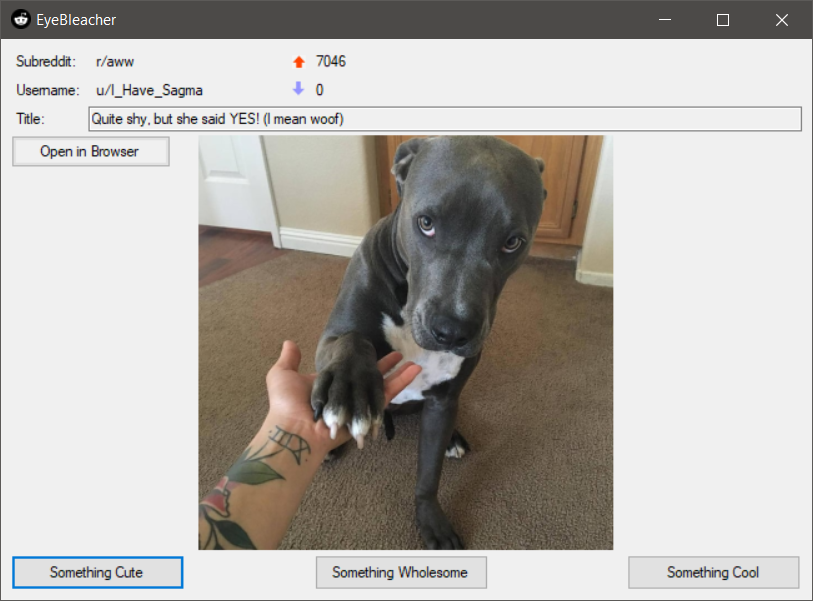 EyeBleacher
Subreddit: r/aww 7046
Username: u/I_Have_Sagma 0
Title: Quite shy, but she said YES! (I mean woof)
Open in Browser
XIII
Something Cute Something Wholesome Something Cool